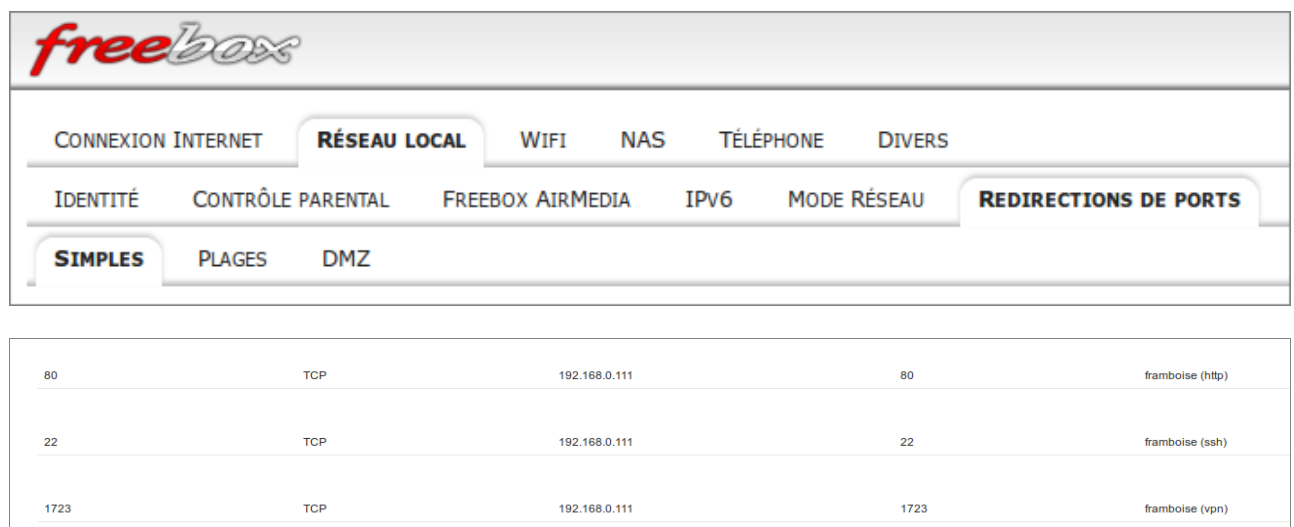 freebox
CONNEXION INTERNET RÉSEAU LOCAL WIFI NAS TÉLÉPHONE DIVERS
IDENTITÉ CONTRÔLE PARENTAL FREEBOX AIRMEDIA IPV6 MODE RÉSEAU REDIRECTIONS DE PORTS
SIMPLES PLAGES DMZ
80 TCP 192.168.0.111 80 framboise (http)
22 TCP 192.168.0.111 22 framboise (ssh)
1723 TCP 192.168.0.111 1723 framboise (vpn)